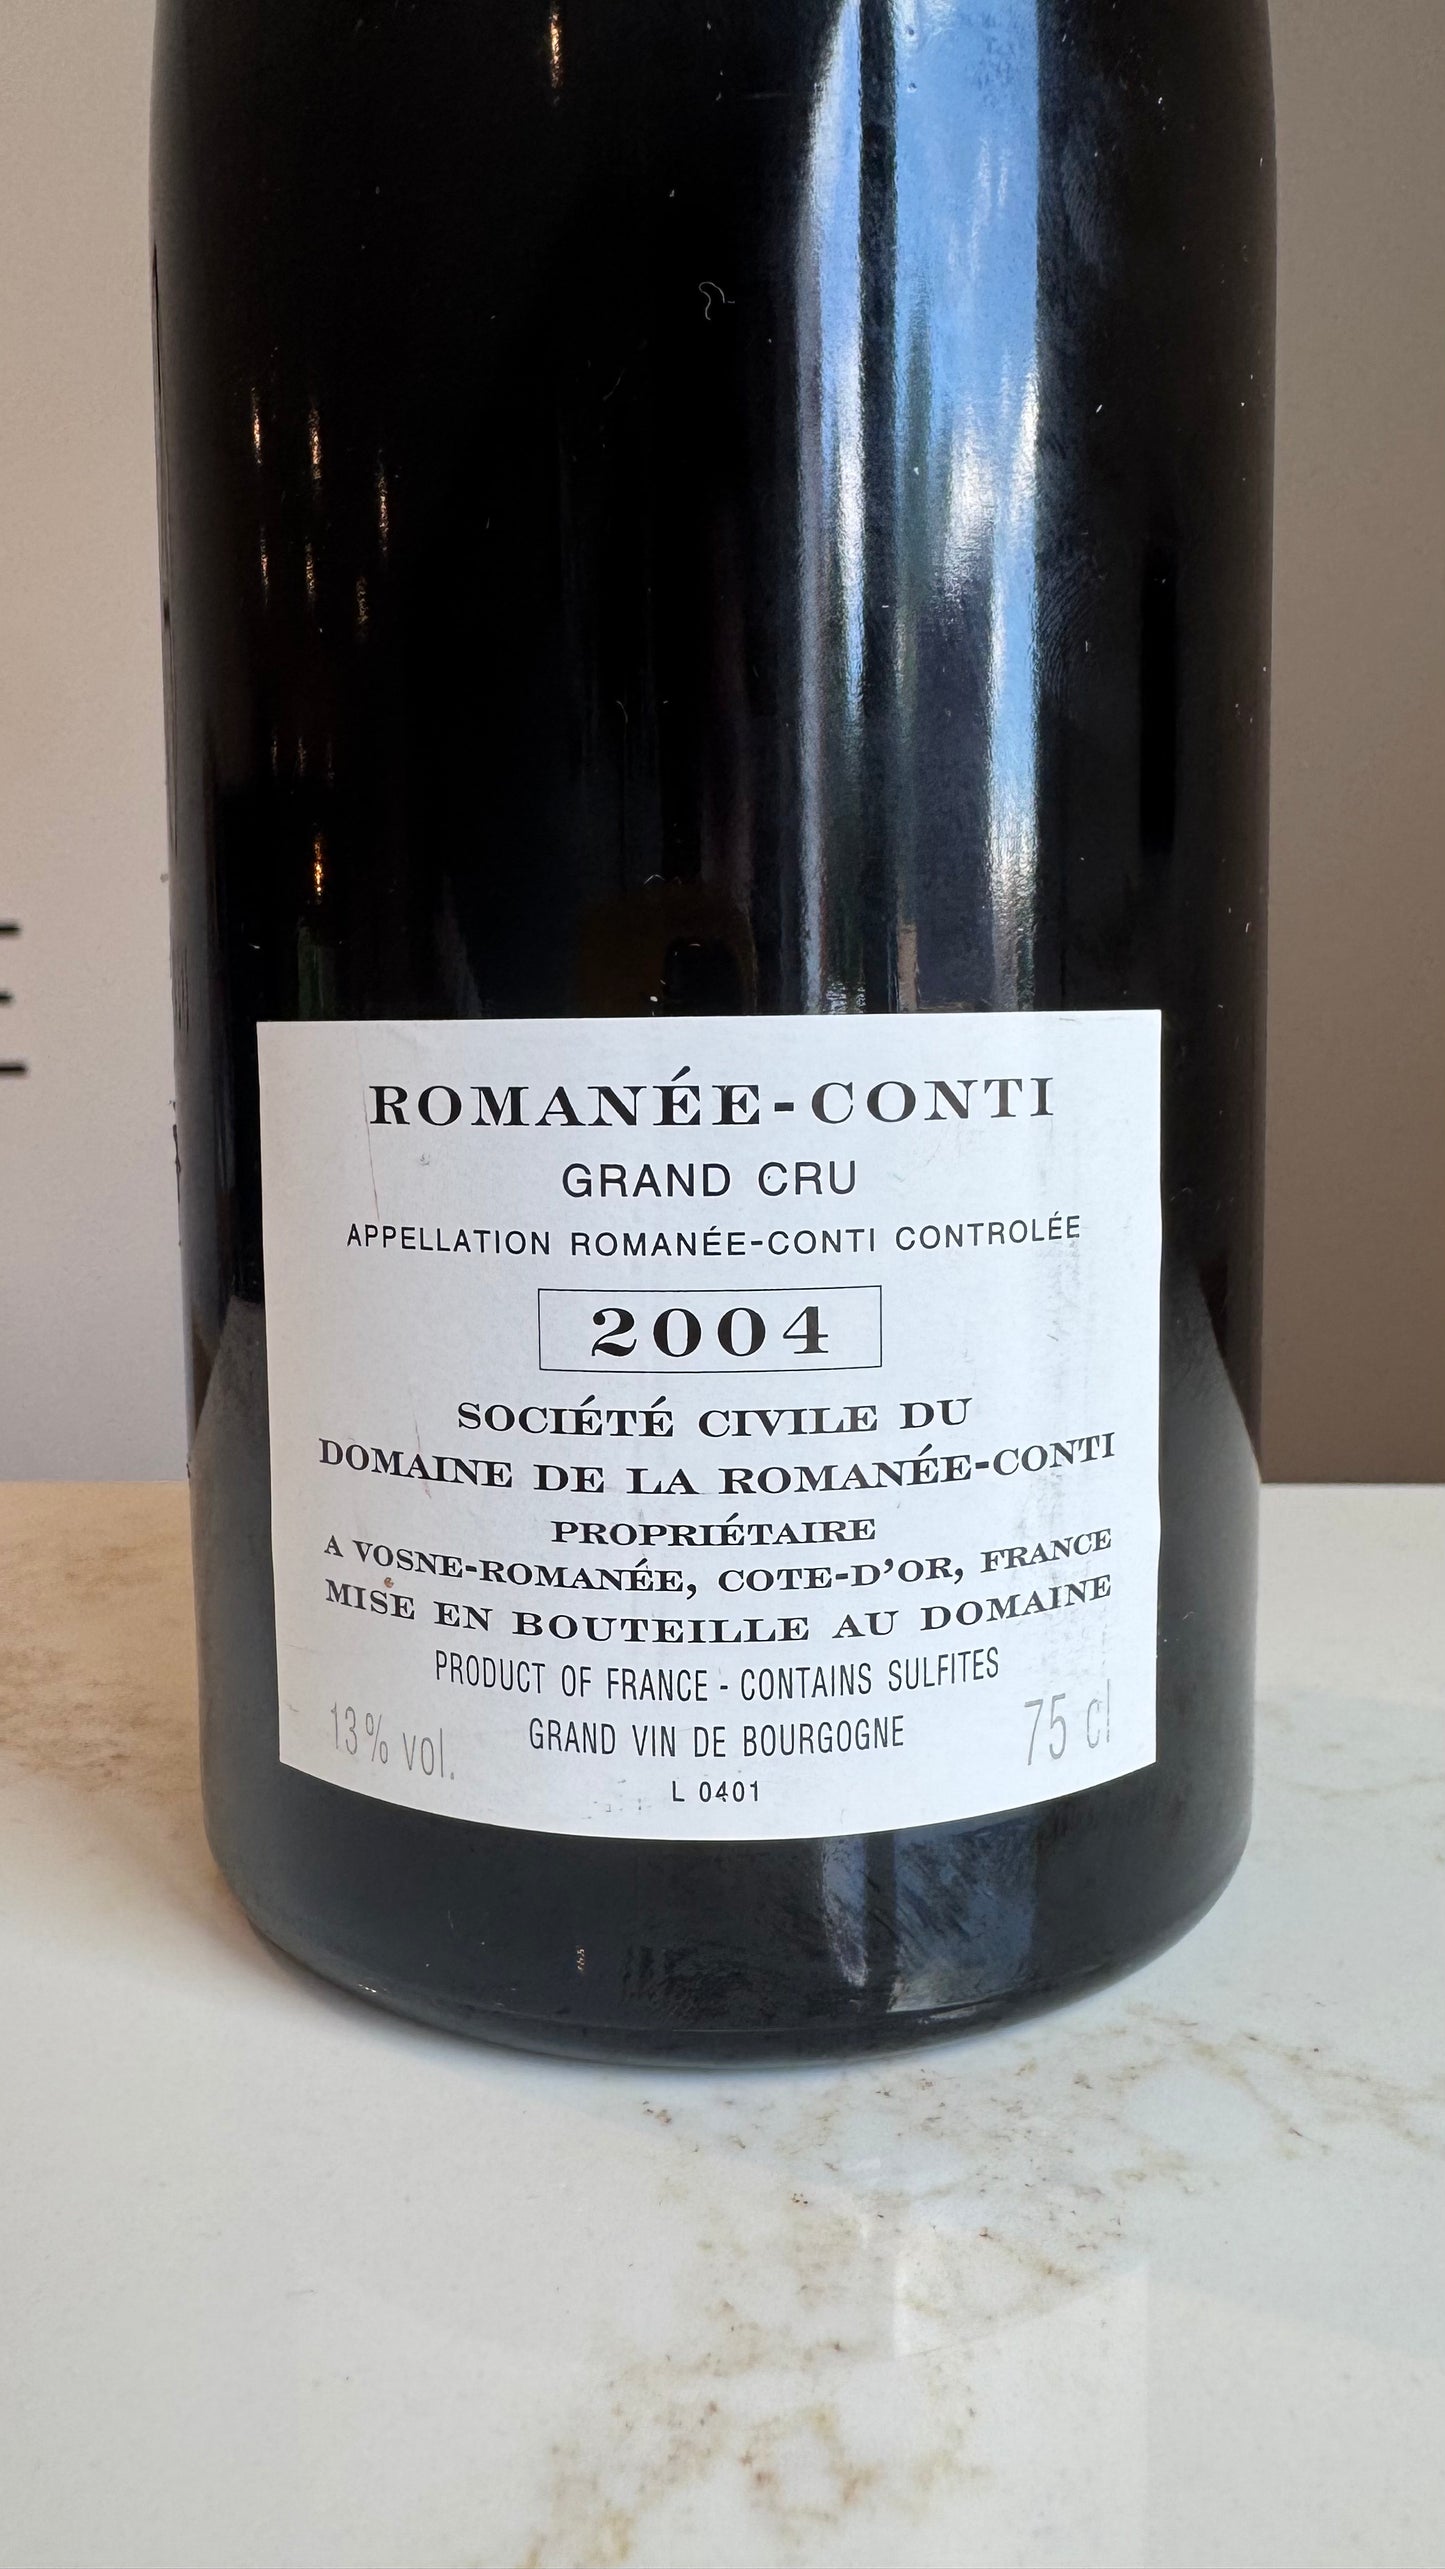 ROMANÉE-CONTI
GRAND CRU
APPELLATION ROMANÉE-CONTI CONTROLÉE
2004
SOCIÉTÉ CIVILE DU
DOMAINE DE LA ROMANÉE-CONTI
PROPRIÉTAIRE
A VOSNE-ROMANÉE, COTE-D'OR, FRANCE
MISE EN BOUTEILLE AU DOMAINE
PRODUCT OF FRANCE - CONTAINS SULFITES
13% vol. GRAND VIN DE BOURGOGNE 75 cl
L 0401